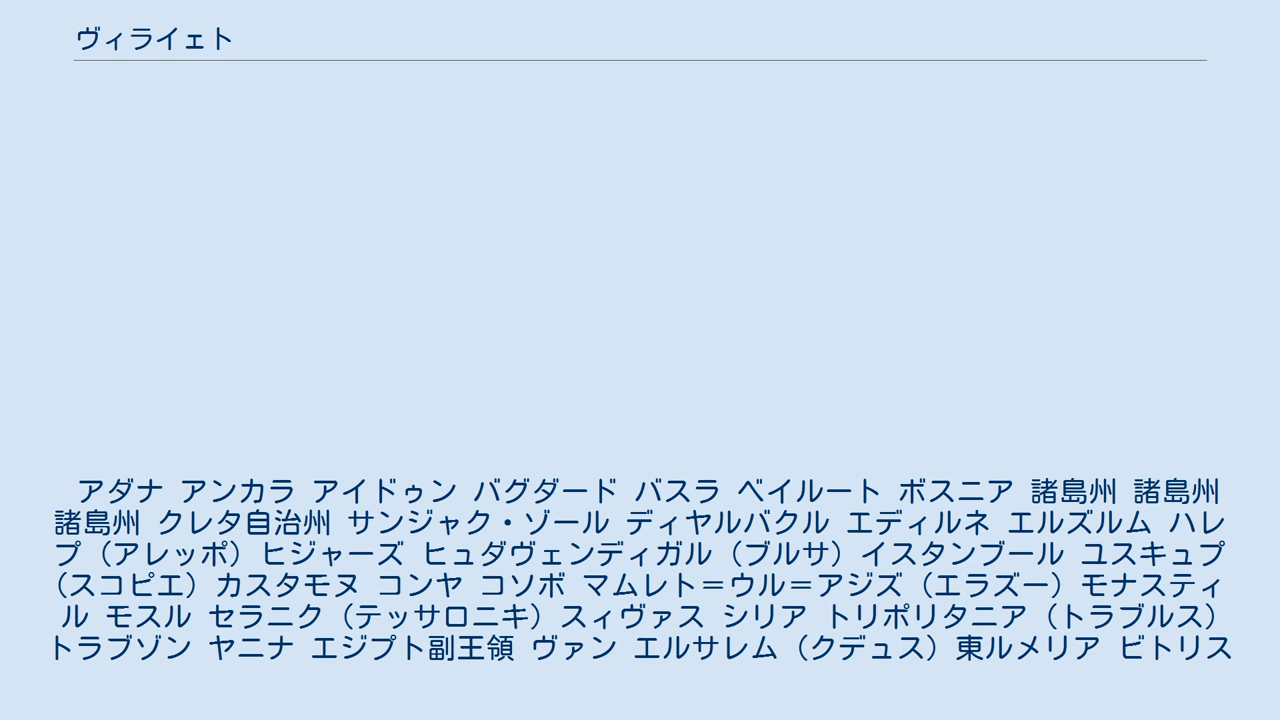 ヴィライェト
アダナ アンカラ アイドゥン バグダード バスラ ベイルート ボスニア 諸島州 諸島州
諸島州 クレタ自治州 サンジャク・ゾール ディヤルバクル エディルネ エルズルム ハレ
プ（アレッポ）ヒジャーズ ヒュダヴェンディガル（ブルサ）イスタンブール ユスキュプ
（スコピエ）カスタモヌ コンヤ コソボ マムレト＝ウル＝アジズ（エラズー）モナスティ
ル モスル セラニク（テッサロニキ）スィヴァス シリア トリポリタニア（トラブルス）
トラブゾン ヤニナ エジプト副王領 ヴァン エルサレム（クデュス）東ルメリア ビトリス